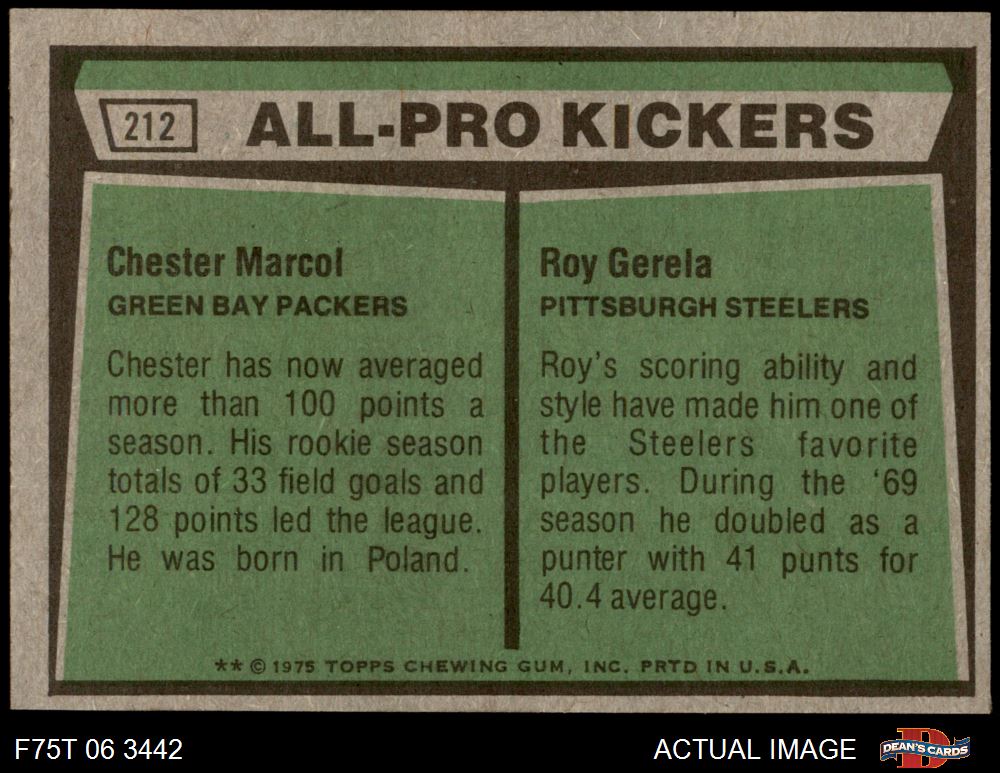 212 ALL-PRO KICKERS
Chester Marcol
GREEN BAY PACKERS
Chester has now averaged
more than 100 points a
season. His rookie season
totals of 33 field goals and
128 points led the league.
He was born in Poland.
Roy Gerela
PITTSBURGH STEELERS
Roy's scoring ability and
style have made him one of
the Steelers favorite
players. During the '69
season he doubled as a
punter with 41 punts for
40.4 average.
** © 1975 TOPPS CHEWING GUM, INC. PRTD IN U.S.A.
F75T 06 3442
ACTUAL IMAGE
DEAN'S CARDS